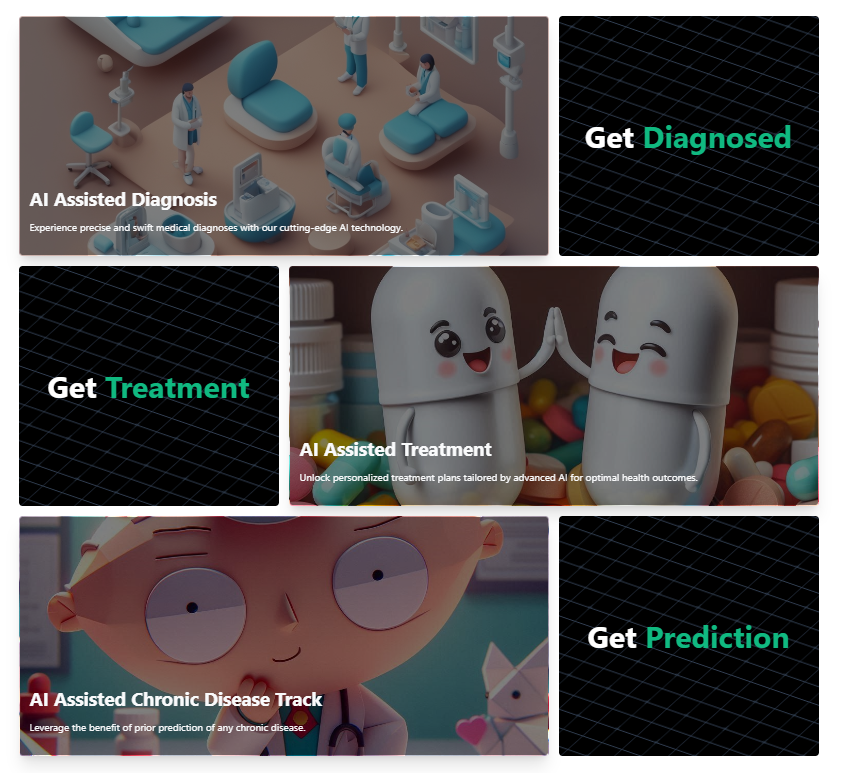 AI Assisted Diagnosis
Experience precise and swift medical diagnoses with our cutting-edge AI technology.
Get Diagnosed
Get Treatment
AI Assisted Treatment
Unlock personalized treatment plans tailored by advanced AI for optimal health outcomes.
AI Assisted Chronic Disease Track
Leverage the benefit of prior prediction of any chronic disease.
Get Prediction